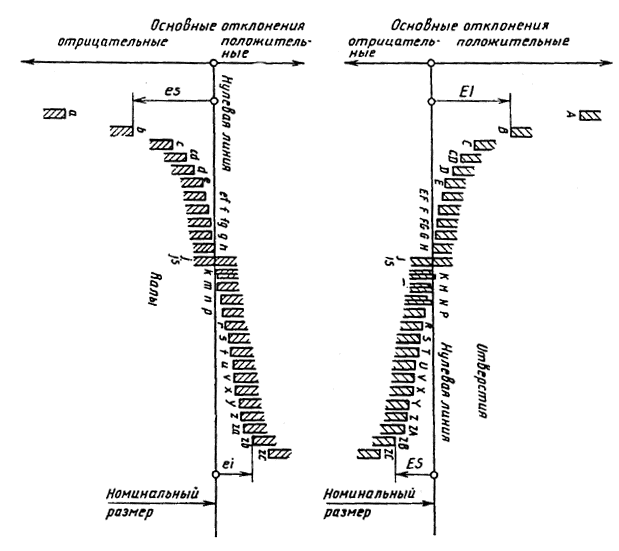 Основные отклонения
отрицательные
положитель-
ные
es
Нулевая линия
a
b
c
cd
d
e
ef
f
fg
g
h
j
js
k
m
n
p
r
s
t
u
v
x
y
z
za
zb
zc
Валы
ei
Номинальный
размер
Основные отклонения
отрицатель-
ные
положительные
EI
A
B
C
CD
D
E
EF
F
FG
G
H
J
K
P
R
S
T
U
V
X
Y
Z
ZA
ZB
ZC
Отверстия
Нулевая линия
ES
Номинальный
размер